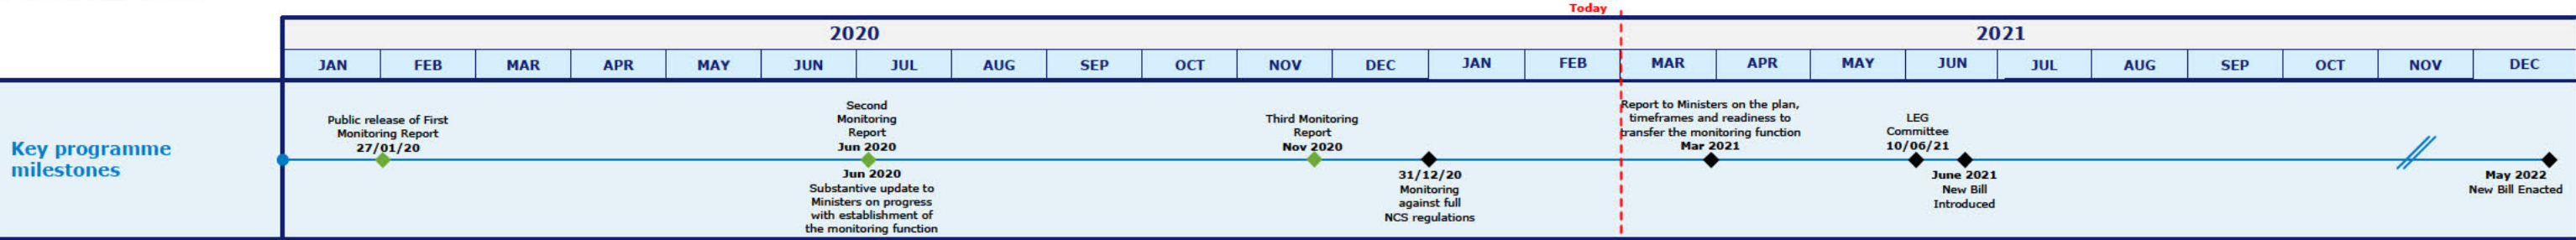 Today
2020
2021
JAN FEB MAR APR MAY JUN JUL AUG SEP OCT NOV DEC JAN FEB MAR APR MAY JUN JUL AUG SEP OCT NOV DEC
Key programme
milestones
Public release of First
Monitoring Report
27/01/20
Second
Monitoring
Report
Jun 2020
Jun 2020
Substantive update to
Ministers on progress
with establishment of
the monitoring function
Third Monitoring
Report
Nov 2020
31/12/20
Monitoring
against full
NCS regulations
Report to Ministers on the plan,
timeframes and readiness to
transfer the monitoring function
Mar 2021
LEG
Committee
10/06/21
June 2021
New Bill
Introduced
May 2022
New Bill Enacted